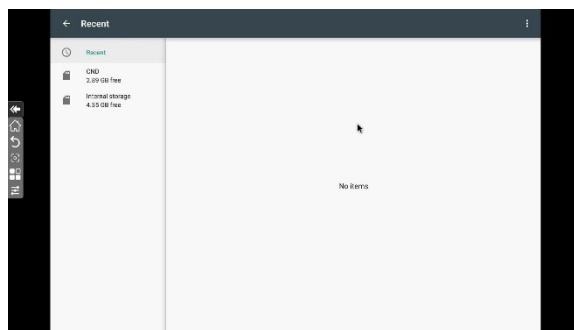 Recent
Recent
CND
2.89 GB free
Internal storage
4.35 GB free
No items